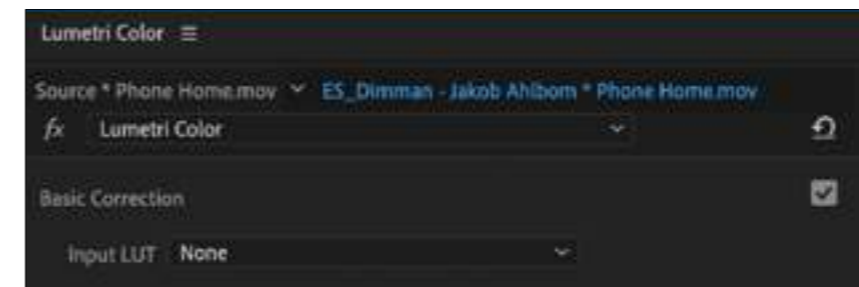 Lumetri Color
Source * Phone Home.mov ES_Dimman - Jakob Ahlbom * Phone Home.mov
fx Lumetri Color
Basic Correction
Input LUT None